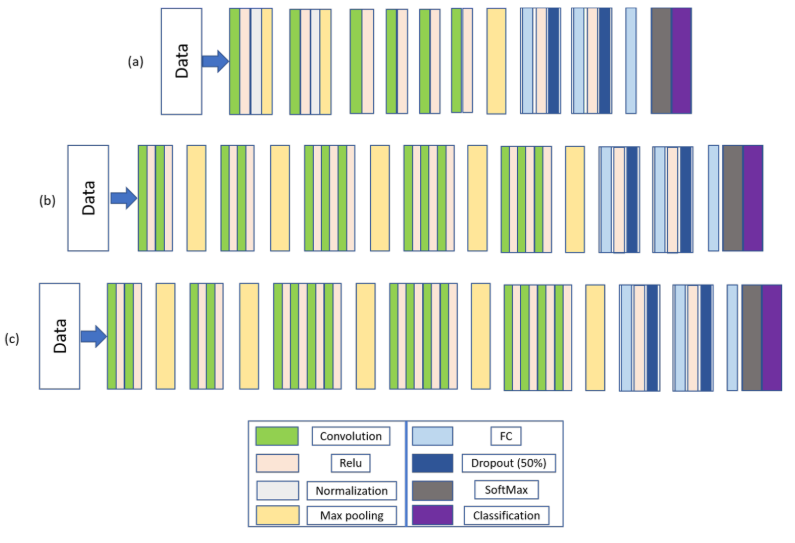 (a)
Data
(b)
Data
(c)
Data
Convolution
FC
Relu
Dropout (50%)
Normalization
SoftMax
Max pooling
Classification